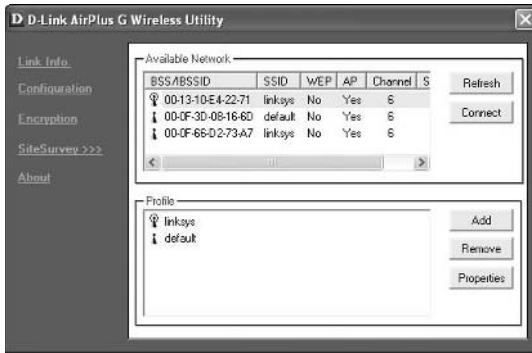 D D-Link AirPlus G Wireless Utility
Link Info.
Configuration
Encryption
SiteSurvey >>>
About
Available Network
BSS/IBSSID SSID WEP AP Channel S
00-13-10-E4-22-71 linksys No Yes 6
00-0F-3D-08-16-6D default No Yes 6
00-0F-66-D2-73-A7 linksys No Yes 6
Refresh
Connect
Profile
linksys
default
Add
Remove
Properties